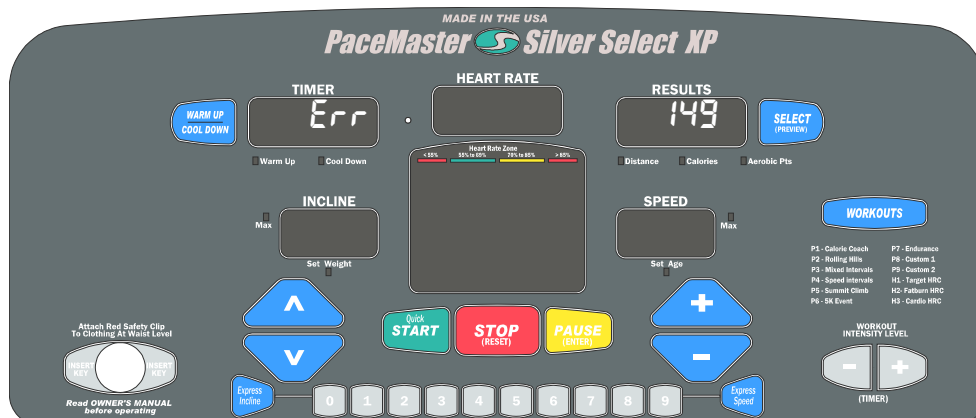 MADE IN THE USA
PaceMaster Silver Select XP
TIMER
HEART RATE
RESULTS
WARM UP
COOL DOWN
Err
149
SELECT
(PREVIEW)
Warm Up
Cool Down
Heart Rate Zone
< 55%
55% to 69%
70% to 85%
> 85%
Distance
Calories
Aerobic Pts
INCLINE
Max
Set Weight
SPEED
Max
Set Age
WORKOUTS
P1 - Calorie Coach
P2 - Rolling Hills
P3 - Mixed Intervals
P4 - Speed Intervals
P5 - Summit Climb
P6 - 5K Event
P7 - Endurance
P8 - Custom 1
P9 - Custom 2
H1 - Target HRC
H2- Fatburn HRC
H3 - Cardio HRC
^
v
Quick
START
STOP
(RESET)
PAUSE
(ENTER)
+
-
Attach Red Safety Clip
To Clothing At Waist Level
INSERT KEY
INSERT KEY
Read OWNER'S MANUAL
before operating
WORKOUT
INTENSITY LEVEL
- +
(TIMER)
Express
Incline
0 1 2 3 4 5 6 7 8 9
Express
Speed